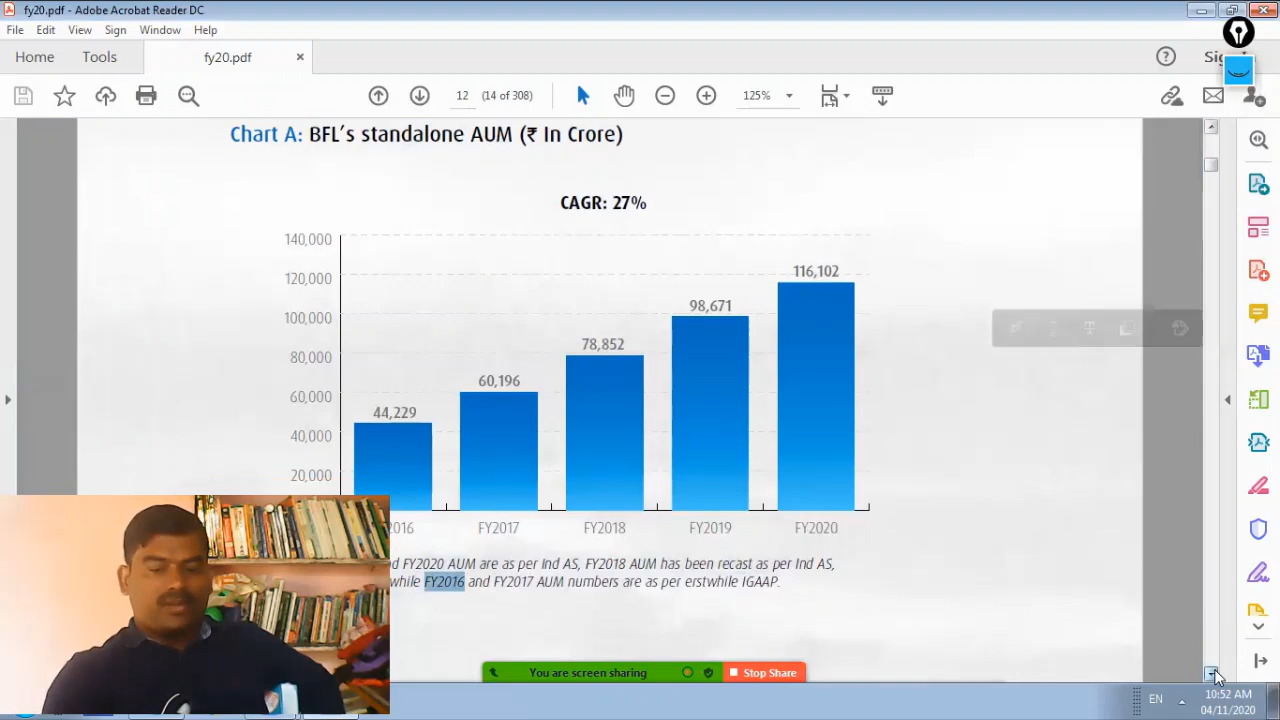 fy20.pdf - Adobe Acrobat Reader DC
File Edit View Sign Window Help
Home Tools fy20.pdf ×
12 (14 of 308) 125%
Chart A: BFL's standalone AUM (₹ In Crore)
CAGR: 27%
140,000
120,000
100,000
80,000
60,000
40,000
20,000
44,229
60,196
78,852
98,671
116,102
FY2017 FY2018 FY2019 FY2020
FY2020 AUM are as per Ind AS, FY2018 AUM has been recast as per Ind AS,
while FY2016 and FY2017 AUM numbers are as per erstwhile IGAAP.
You are screen sharing Stop Share
EN
10:52 AM
04/11/2020